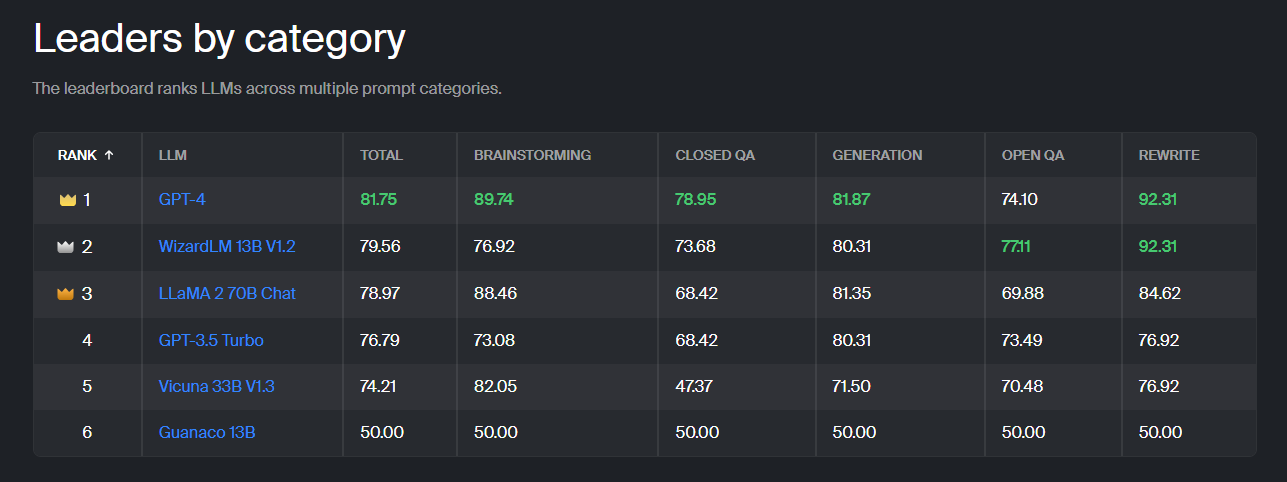 Leaders by category
The leaderboard ranks LLMs across multiple prompt categories.
RANK ↑ LLM TOTAL BRAINSTORMING CLOSED QA GENERATION OPEN QA REWRITE
1 GPT-4 81.75 89.74 78.95 81.87 74.10 92.31
2 WizardLM 13B V1.2 79.56 76.92 73.68 80.31 77.11 92.31
3 LLaMA 2 70B Chat 78.97 88.46 68.42 81.35 69.88 84.62
4 GPT-3.5 Turbo 76.79 73.08 68.42 80.31 73.49 76.92
5 Vicuna 33B V1.3 74.21 82.05 47.37 71.50 70.48 76.92
6 Guanaco 13B 50.00 50.00 50.00 50.00 50.00 50.00